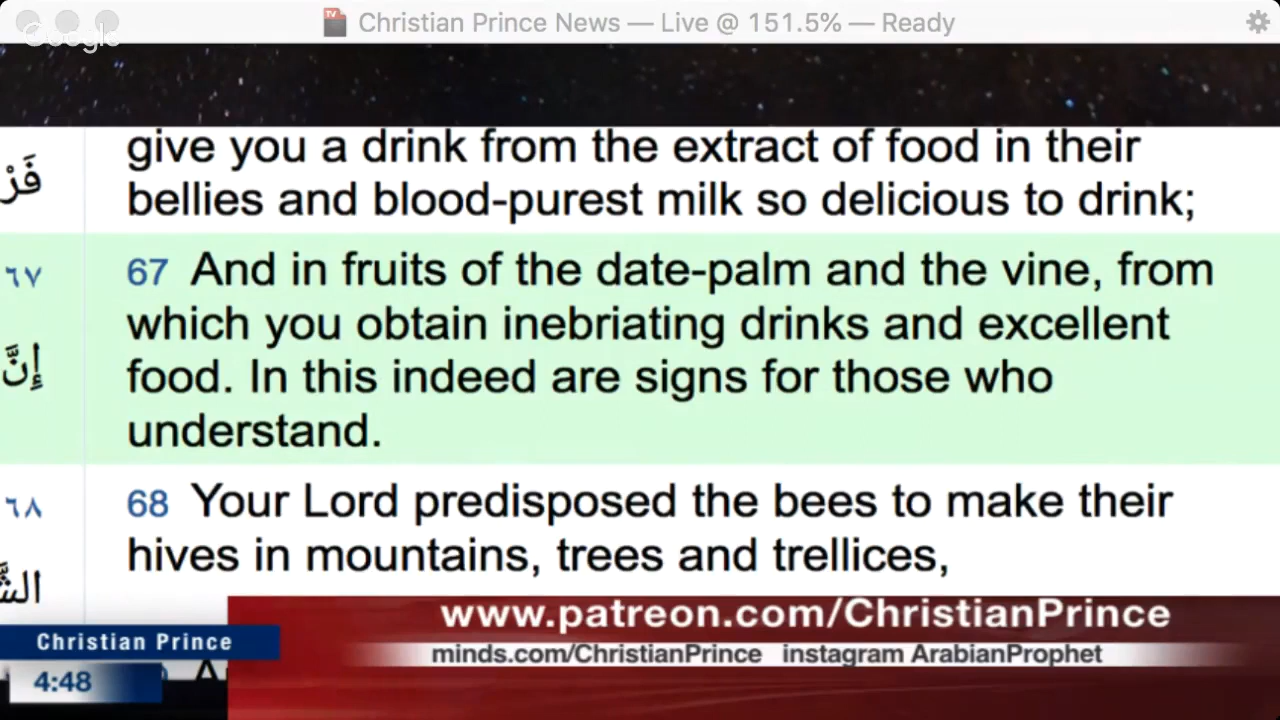 Google
Christian Prince News — Live @ 151.5% — Ready
give you a drink from the extract of food in their
فَرْ
bellies and blood-purest milk so delicious to drink;
٦٧
67 And in fruits of the date-palm and the vine, from
which you obtain inebriating drinks and excellent
إِنَّ
food. In this indeed are signs for those who
understand.
٦٨
68 Your Lord predisposed the bees to make their
hives in mountains, trees and trellices,
www.patreon.com/ChristianPrince
Christian Prince
minds.com/ChristianPrince instagram ArabianProphet
4:48